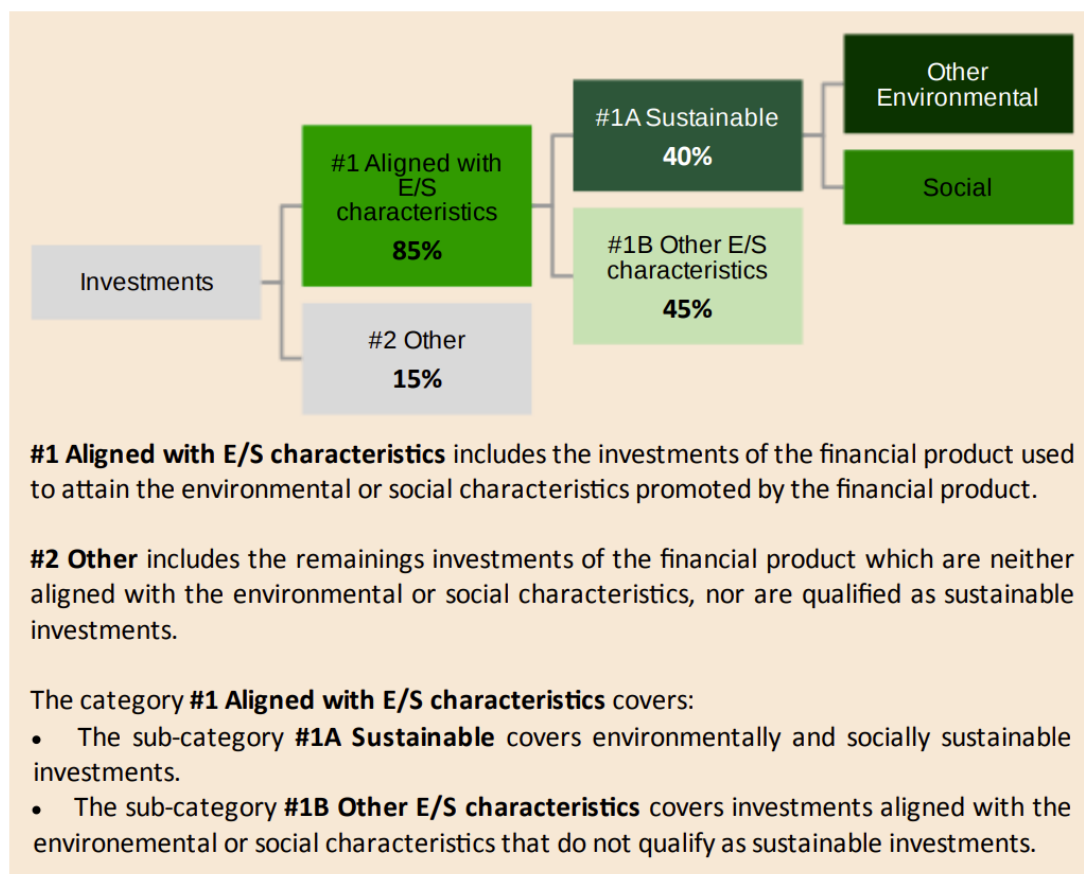 Other
Environmental
#1A Sustainable
40%
#1 Aligned with
E/S
characteristics
85%
Social
#1B Other E/S
characteristics
45%
Investments
#2 Other
15%
#1 Aligned with E/S characteristics includes the investments of the financial product used
to attain the environmental or social characteristics promoted by the financial product.
#2 Other includes the remainings investments of the financial product which are neither
aligned with the environmental or social characteristics, nor are qualified as sustainable
investments.
The category #1 Aligned with E/S characteristics covers:
• The sub-category #1A Sustainable covers environmentally and socially sustainable
investments.
• The sub-category #1B Other E/S characteristics covers investments aligned with the
environemental or social characteristics that do not qualify as sustainable investments.